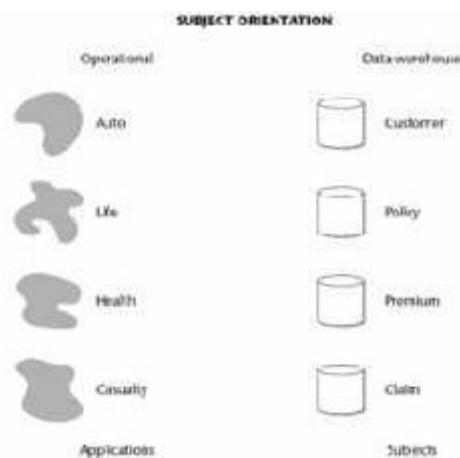 SUBJECT ORIENTATION
Operational Data warehouse
Auto Customer
Life Policy
Health Premium
Casualty Claim
Applications Subjects